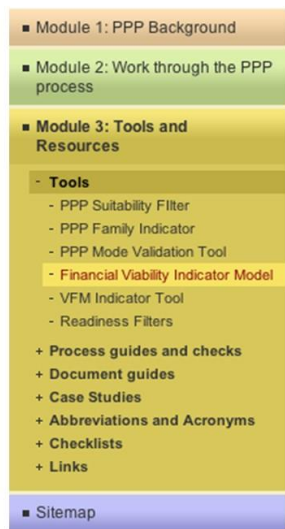 Module 1: PPP Background
Module 2: Work through the PPP
process
Module 3: Tools and
Resources
- Tools
- PPP Suitability FIlter
- PPP Family Indicator
- PPP Mode Validation Tool
- Financial Viability Indicator Model
- VFM Indicator Tool
- Readiness Filters
+ Process guides and checks
+ Document guides
+ Case Studies
+ Abbreviations and Acronyms
+ Checklists
+ Links
Sitemap